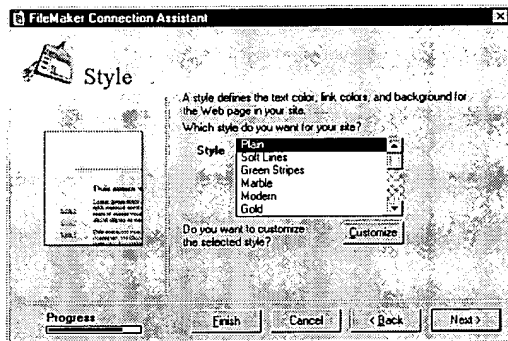 FileMaker Connection Assistant
Style
A style defines the text color, link colors, and background for
the Web page in your site.
Which style do you want for your site?
Style
Plain
Soft Lines
Green Stripes
Marble
Modern
Gold
Do you want to customize
the selected style?
Customize
Progress
Finish
Cancel
< Back
Next >